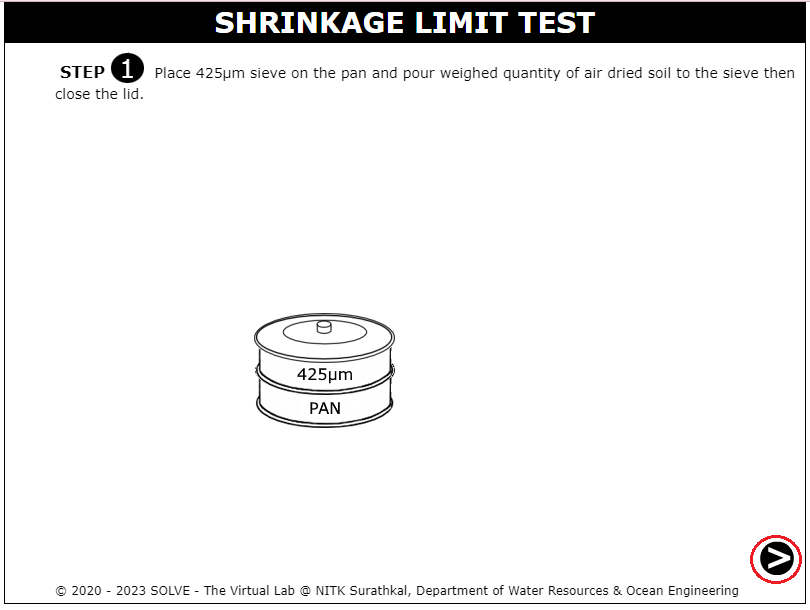 SHRINKAGE LIMIT TEST
STEP 1 Place 425μm sieve on the pan and pour weighed quantity of air dried soil to the sieve then
close the lid.
425μm
PAN
© 2020 - 2023 SOLVE - The Virtual Lab @ NITK Surathkal, Department of Water Resources & Ocean Engineering